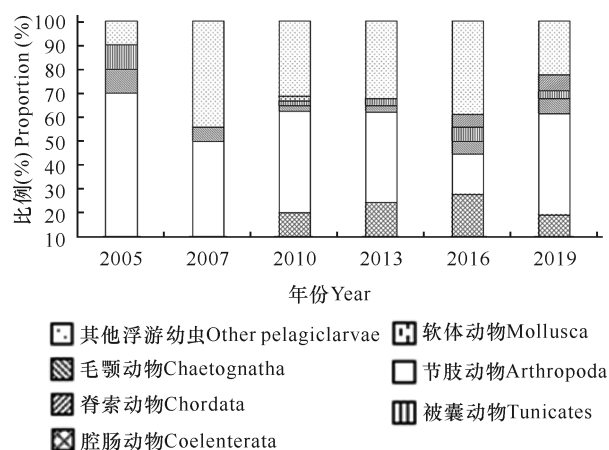 比例(%) Proportion (%)
100
90
80
70
60
50
40
30
20
10
2005 2007 2010 2013 2016 2019
年份Year
其他浮游幼虫Other pelagiclarvae
软体动物Mollusca
毛颚动物Chaetognatha
节肢动物Arthropoda
脊索动物Chordata
被囊动物Tunicates
腔肠动物Coelenterata